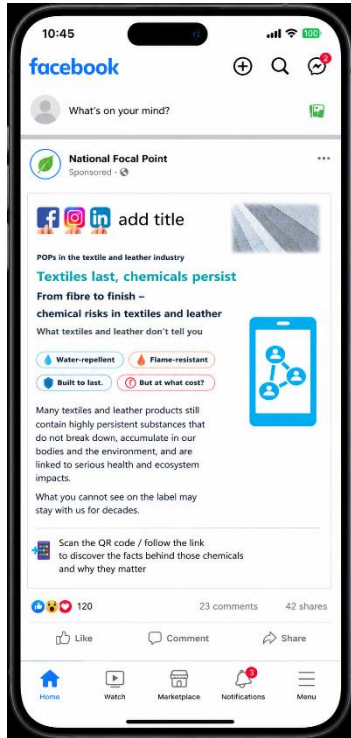 10:45
100
facebook
2
What's on your mind?
National Focal Point
Sponsored ·
add title
POPs in the textile and leather industry
Textiles last, chemicals persist
From fibre to finish –
chemical risks in textiles and leather
What textiles and leather don't tell you
Water-repellent
Flame-resistant
Built to last.
But at what cost?
Many textiles and leather products still
contain highly persistent substances that
do not break down, accumulate in our
bodies and the environment, and are
linked to serious health and ecosystem
impacts.
What you cannot see on the label may
stay with us for decades.
Scan the QR code / follow the link
to discover the facts behind those chemicals
and why they matter
120
23 comments
42 shares
Like
Comment
Share
3
Home
Watch
Marketplace
Notifications
Menu